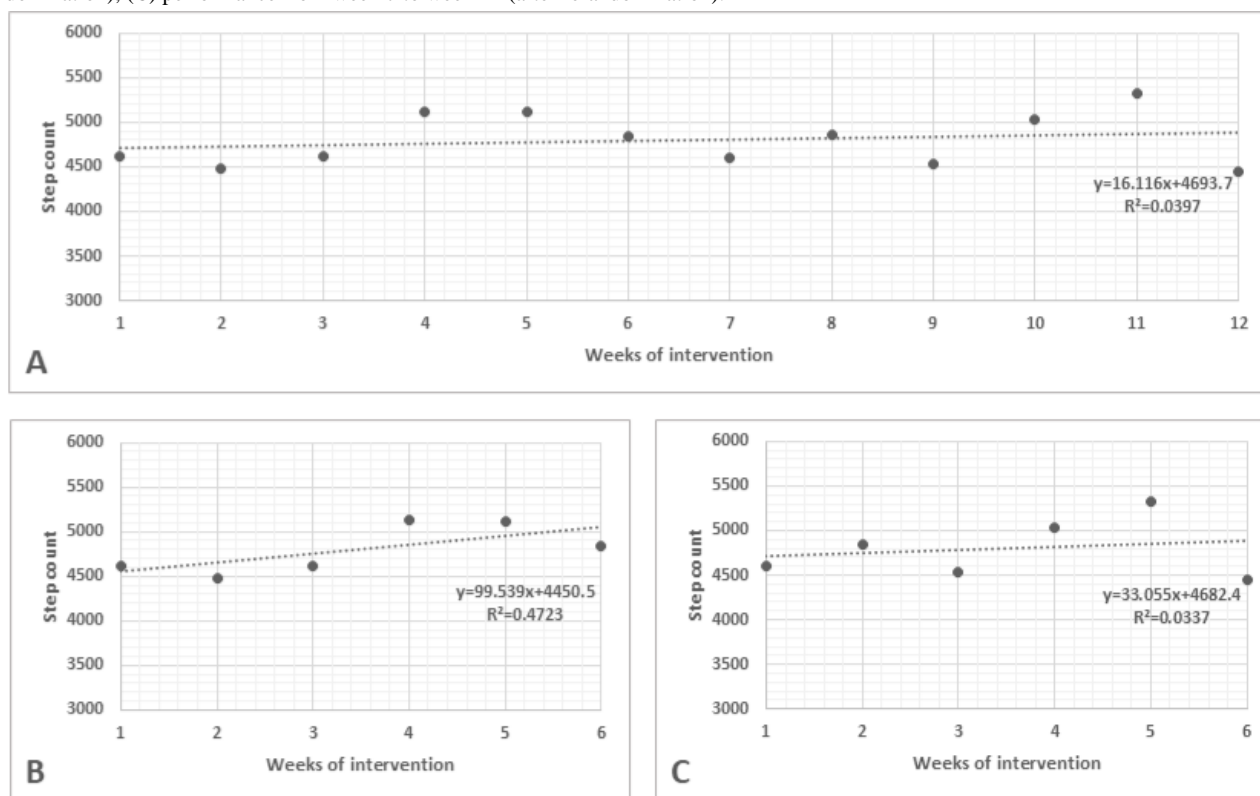 6000
5500
5000
4500
4000
3500
3000
Step count
y=16.116x+4693.7
R²=0.0397
1 2 3 4 5 6 7 8 9 10 11 12
Weeks of intervention
A
6000
5500
5000
4500
4000
3500
3000
Step count
y=99.539x+4450.5
R²=0.4723
1 2 3 4 5 6
Weeks of intervention
B
6000
5500
5000
4500
4000
3500
3000
Step count
y=33.055x+4682.4
R²=0.0337
1 2 3 4 5 6
Weeks of intervention
C